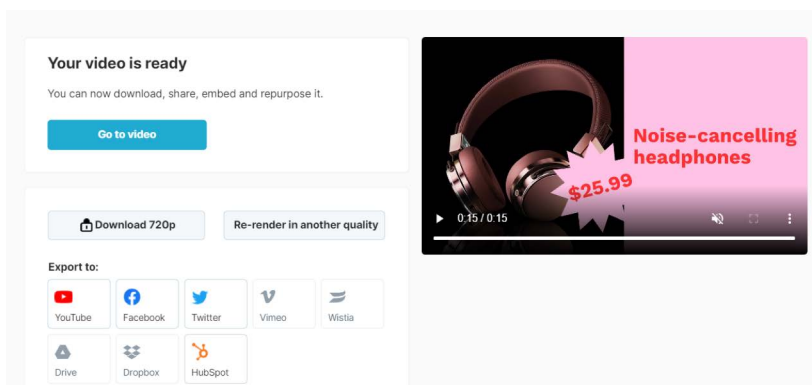 Your video is ready
You can now download, share, embed and repurpose it.
Go to video
Download 720p
Re-render in another quality
Export to:
YouTube
Facebook
Twitter
Vimeo
Wistia
Drive
Dropbox
HubSpot
Noise-cancelling
headphones
$25.99
0:15 / 0:15